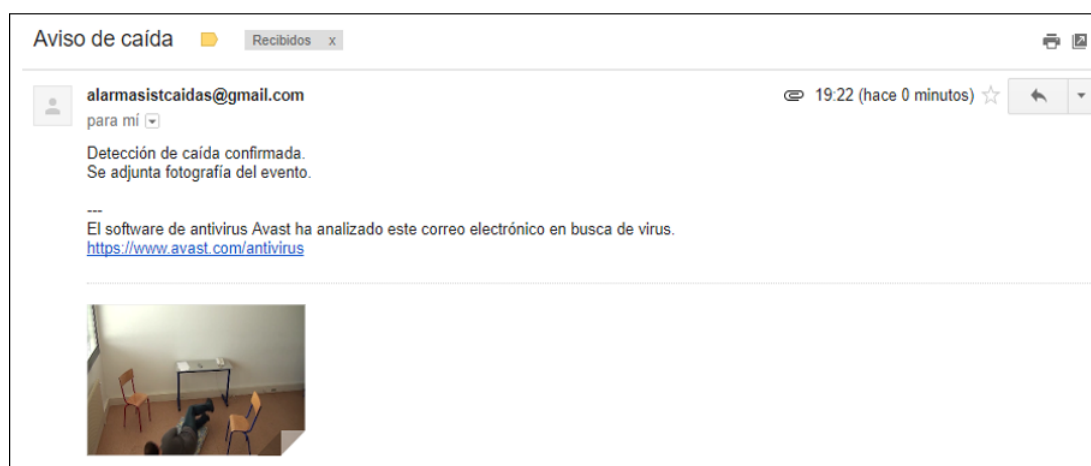 Aviso de caída
Recibidos x
alarmasistcaidas@gmail.com
19:22 (hace 0 minutos)
para mí
Detección de caída confirmada.
Se adjunta fotografía del evento.
---
El software de antivirus Avast ha analizado este correo electrónico en busca de virus.
https://www.avast.com/antivirus